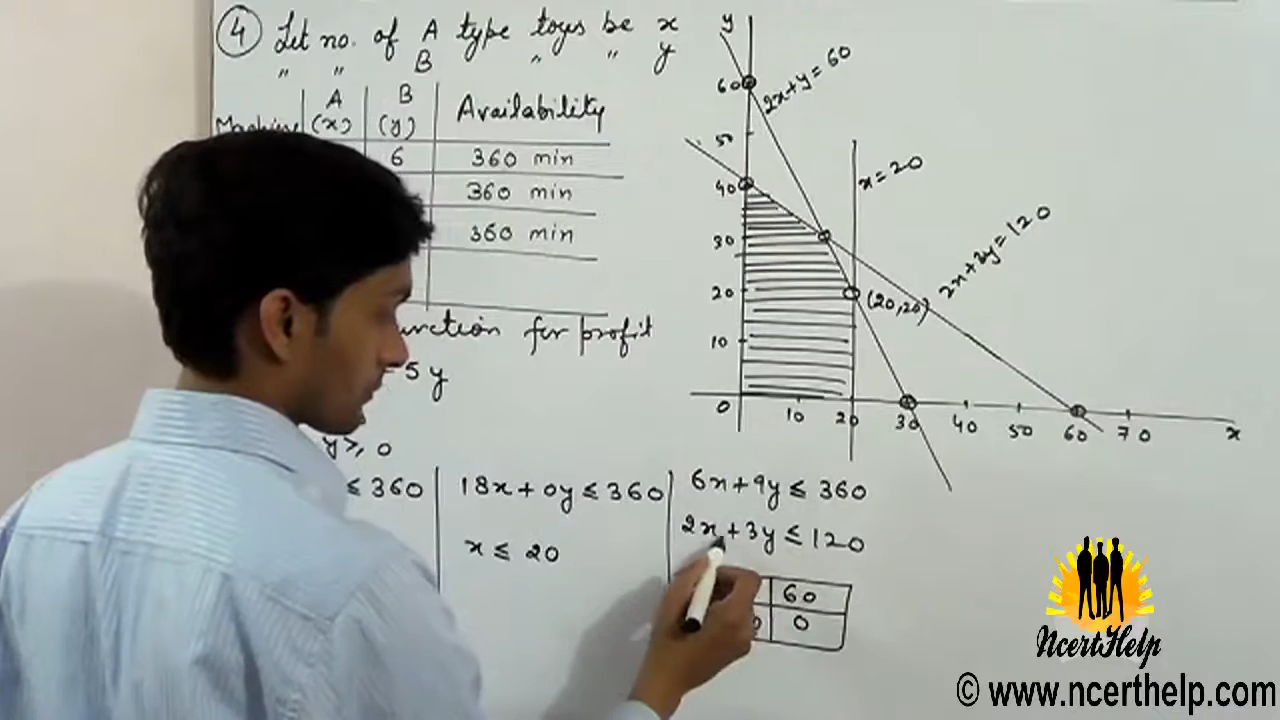 4 Let no. of A type toys be x
" " B " " y
Machine A (x) B (y) Availability
6 360 min
360 min
360 min
unction for profit
5y
y ≥ 0
≤ 360
18x + 0y ≤ 360
x ≤ 20
6x + 9y ≤ 360
2x + 3y ≤ 120
60
0
y
60
50
40
30
20
10
0
10 20 30 40 50 60 70 x
2x+y=60
x=20
2x+3y=120
(20,20)
NcertHelp
© www.ncerthelp.com